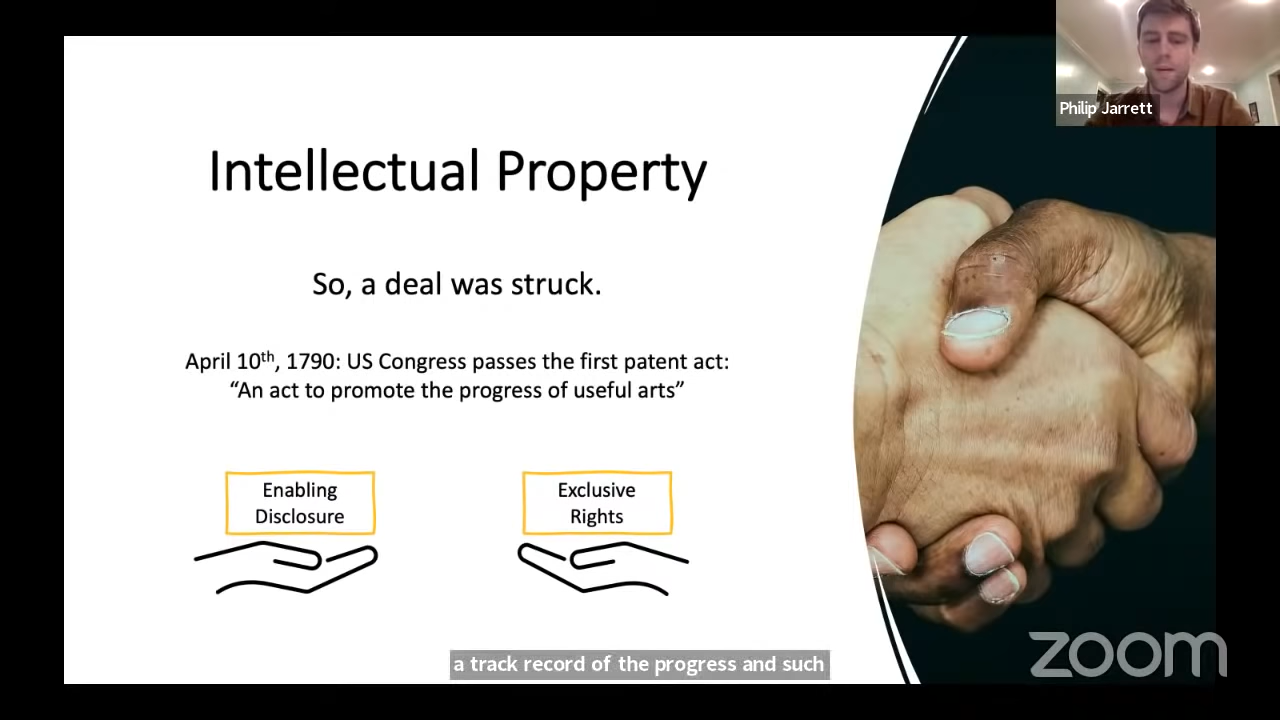 Philip Jarrett
Intellectual Property
So, a deal was struck.
April 10th, 1790: US Congress passes the first patent act:
“An act to promote the progress of useful arts”
Enabling
Disclosure
Exclusive
Rights
a track record of the progress and such
zoom